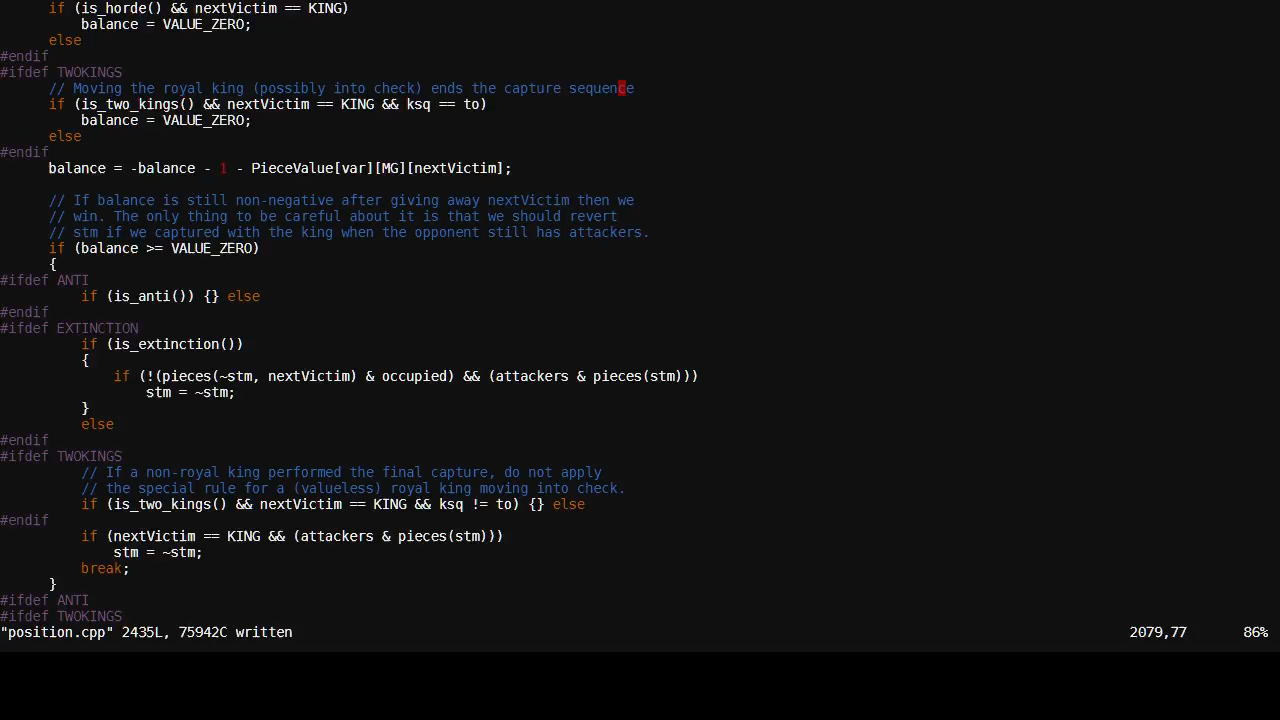 if (is_horde() && nextVictim == KING)
balance = VALUE_ZERO;
else
#endif
#ifdef TWOKINGS
// Moving the royal king (possibly into check) ends the capture sequence
if (is_two_kings() && nextVictim == KING && ksq == to)
balance = VALUE_ZERO;
else
#endif
balance = -balance - 1 - PieceValue[var][MG][nextVictim];
// If balance is still non-negative after giving away nextVictim then we
// win. The only thing to be careful about it is that we should revert
// stm if we captured with the king when the opponent still has attackers.
if (balance >= VALUE_ZERO)
{
#ifdef ANTI
if (is_anti()) {} else
#endif
#ifdef EXTINCTION
if (is_extinction())
{
if (!(pieces(~stm, nextVictim) & occupied) && (attackers & pieces(stm)))
stm = ~stm;
}
else
#endif
#ifdef TWOKINGS
// If a non-royal king performed the final capture, do not apply
// the special rule for a (valueless) royal king moving into check.
if (is_two_kings() && nextVictim == KING && ksq != to) {} else
#endif
if (nextVictim == KING && (attackers & pieces(stm)))
stm = ~stm;
break;
}
#ifdef ANTI
#ifdef TWOKINGS
"position.cpp" 2435L, 75942C written 2079,77 86%